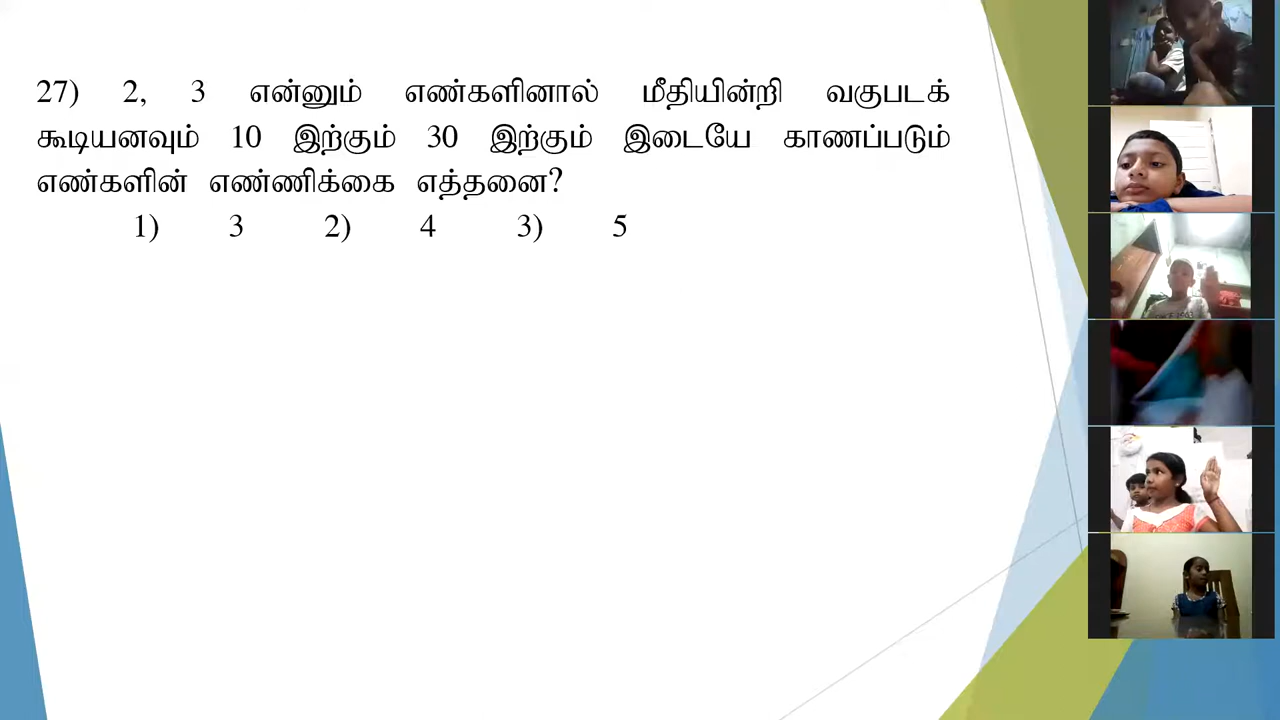 27) 2, 3 என்னும் எண்களினால் மீதியின்றி வகுபடக்
கூடியனவும் 10 இற்கும் 30 இற்கும் இடையே காணப்படும்
எண்களின் எண்ணிக்கை எத்தனை?
1) 3 2) 4 3) 5